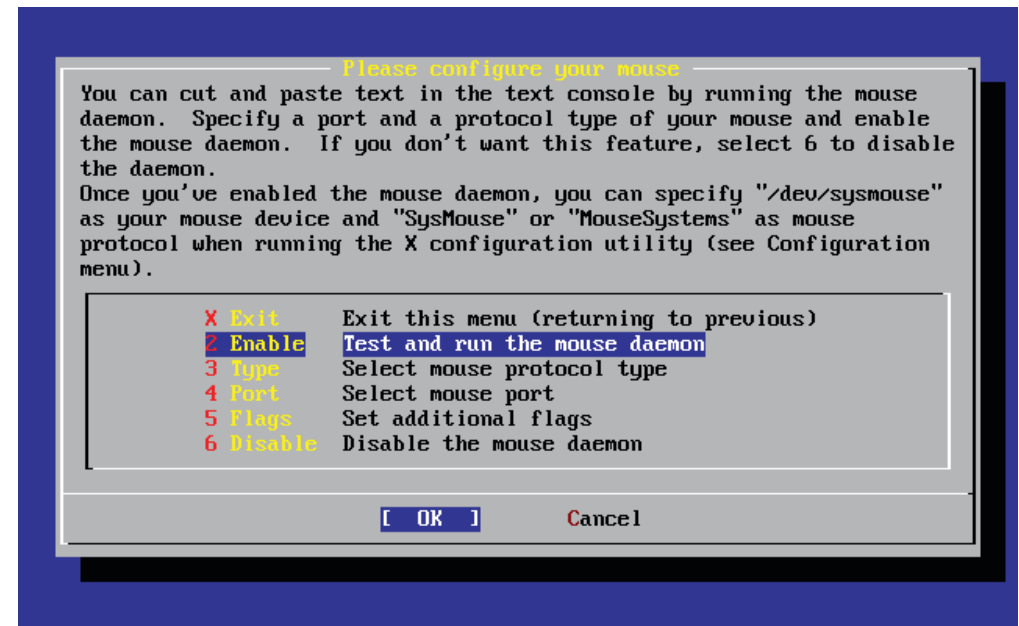 Please configure your mouse
You can cut and paste text in the text console by running the mouse
daemon.  Specify a port and a protocol type of your mouse and enable
the mouse daemon.  If you don't want this feature, select 6 to disable
the daemon.
Once you've enabled the mouse daemon, you can specify "/dev/sysmouse"
as your mouse device and "SysMouse" or "MouseSystems" as mouse
protocol when running the X configuration utility (see Configuration
menu).
X Exit Exit this menu (returning to previous)
2 Enable Test and run the mouse daemon
3 Type Select mouse protocol type
4 Port Select mouse port
5 Flags Set additional flags
6 Disable Disable the mouse daemon
[ OK ] Cancel